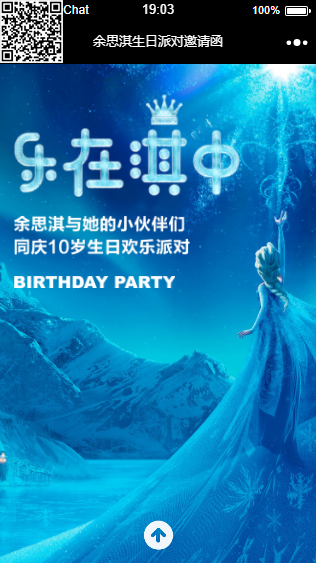 Chat
19:03
100%
余思淇生日派对邀请函
乐在淇中
余思淇与她的小伙伴们
同庆10岁生日欢乐派对
BIRTHDAY PARTY